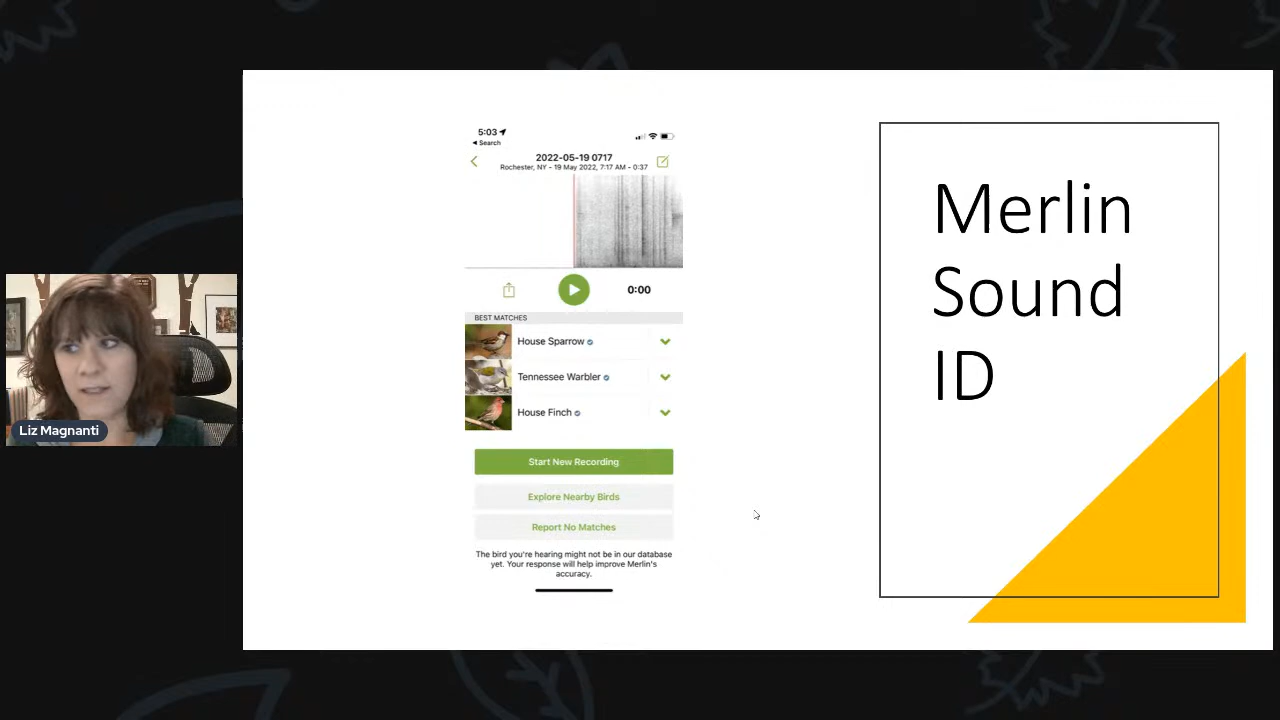 Liz Magnanti
5:03
Search
2022-05-19 0717
Rochester, NY - 19 May 2022, 7:17 AM - 0:37
0:00
BEST MATCHES
House Sparrow
Tennessee Warbler
House Finch
Start New Recording
Explore Nearby Birds
Report No Matches
The bird you're hearing might not be in our database
yet. Your response will help improve Merlin's
accuracy.
Merlin
Sound
ID